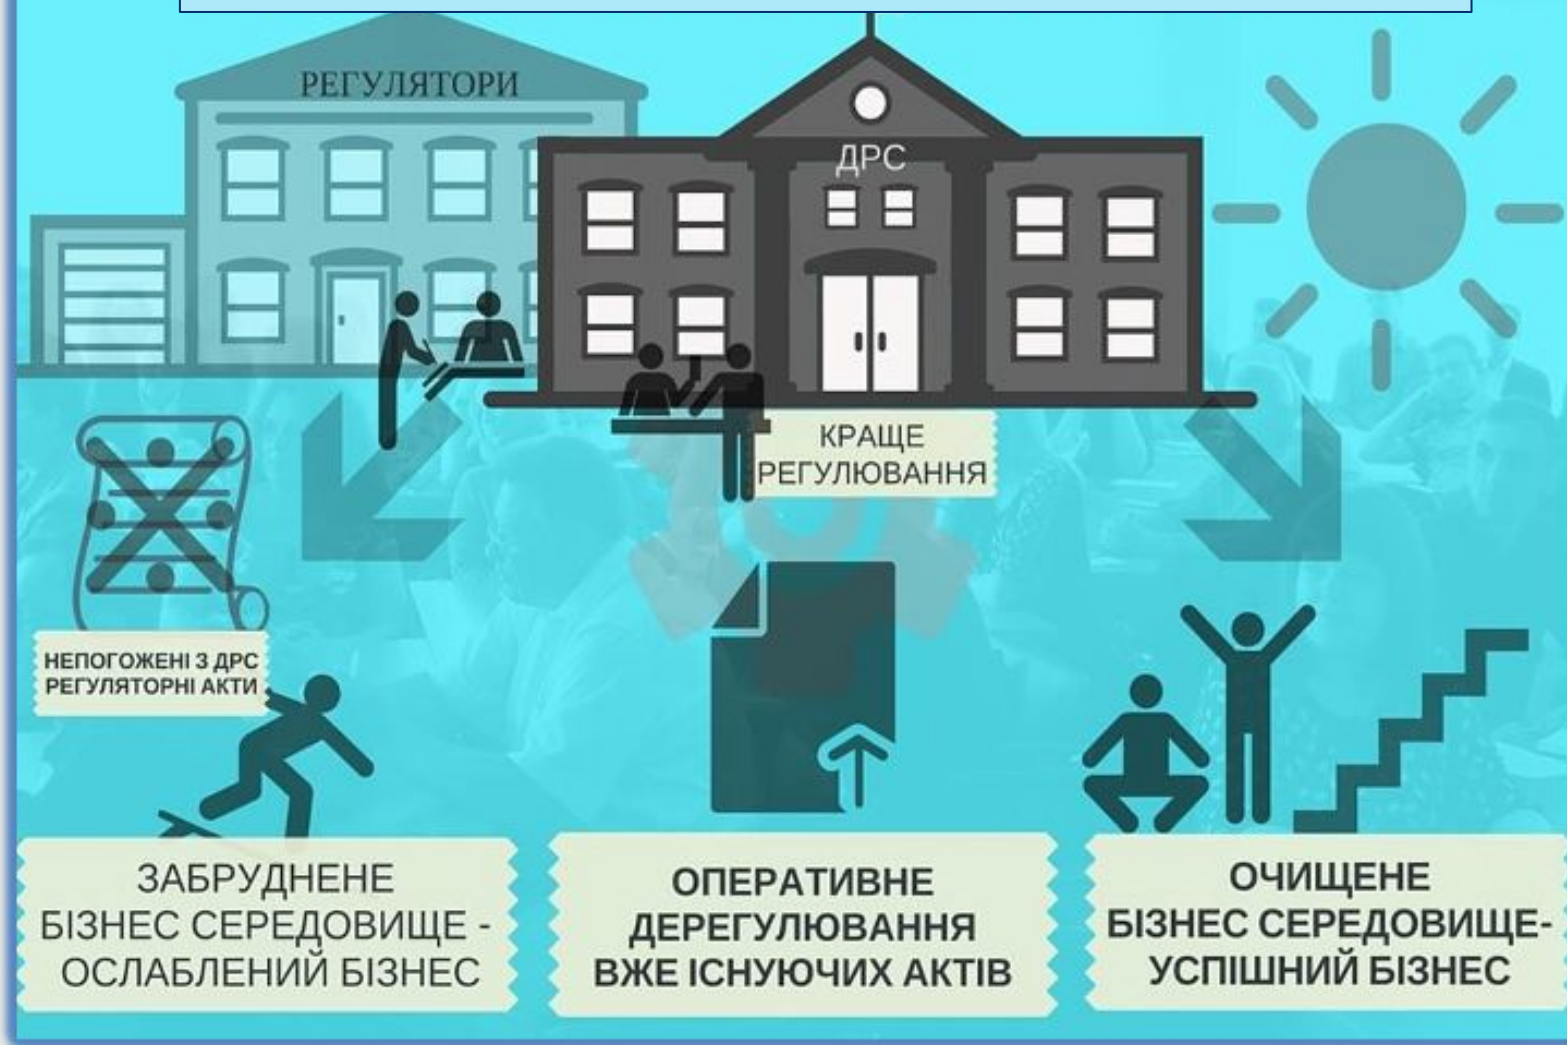 РЕГУЛЯТОРИ
ДРС
КРАЩЕ
РЕГУЛЮВАННЯ
НЕПОГОЖЕНІ З ДРС
РЕГУЛЯТОРНІ АКТИ
ЗАБРУДНЕНЕ
БІЗНЕС СЕРЕДОВИЩЕ -
ОСЛАБЛЕНИЙ БІЗНЕС
ОПЕРАТИВНЕ
ДЕРЕГУЛЮВАННЯ
ВЖЕ ІСНУЮЧИХ АКТІВ
ОЧИЩЕНЕ
БІЗНЕС СЕРЕДОВИЩЕ-
УСПІШНИЙ БІЗНЕС